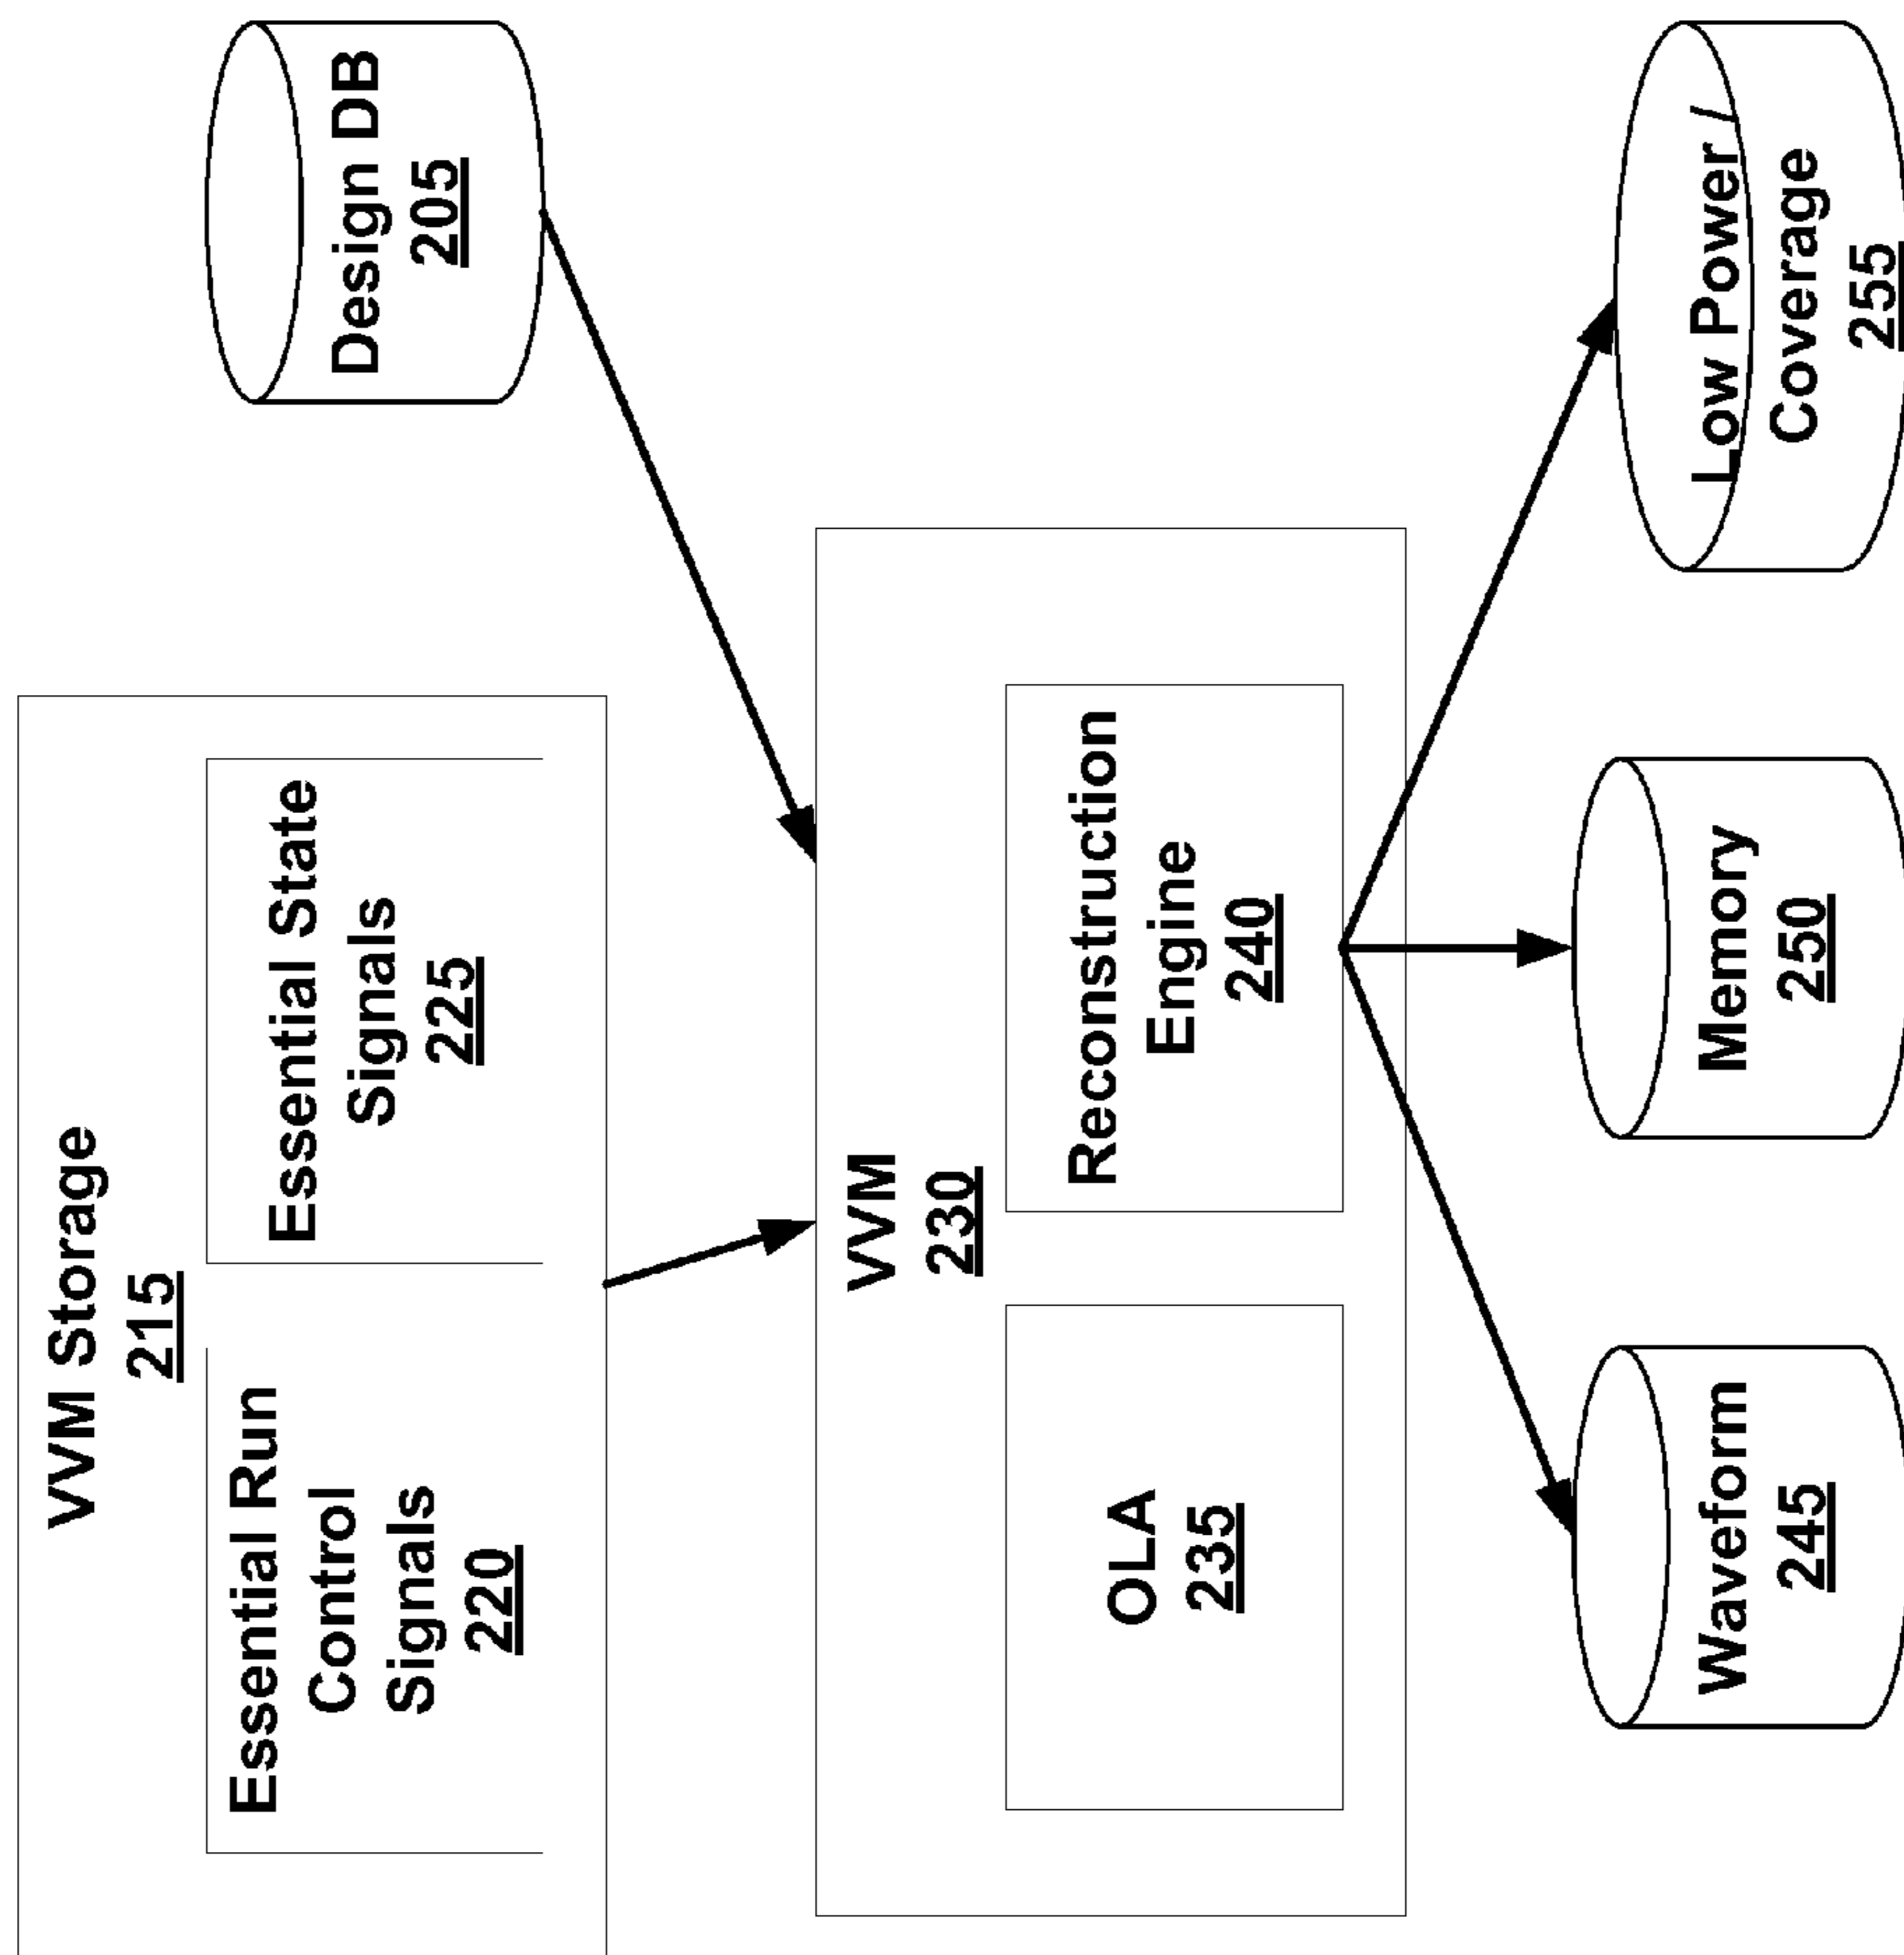 VVM Storage
215
Essential Run
Control
Signals
220
Essential State
Signals
225
Design DB
205
VVM
230
OLA
235
Reconstruction
Engine
240
Waveform
245
Memory
250
Low Power /
Coverage
255